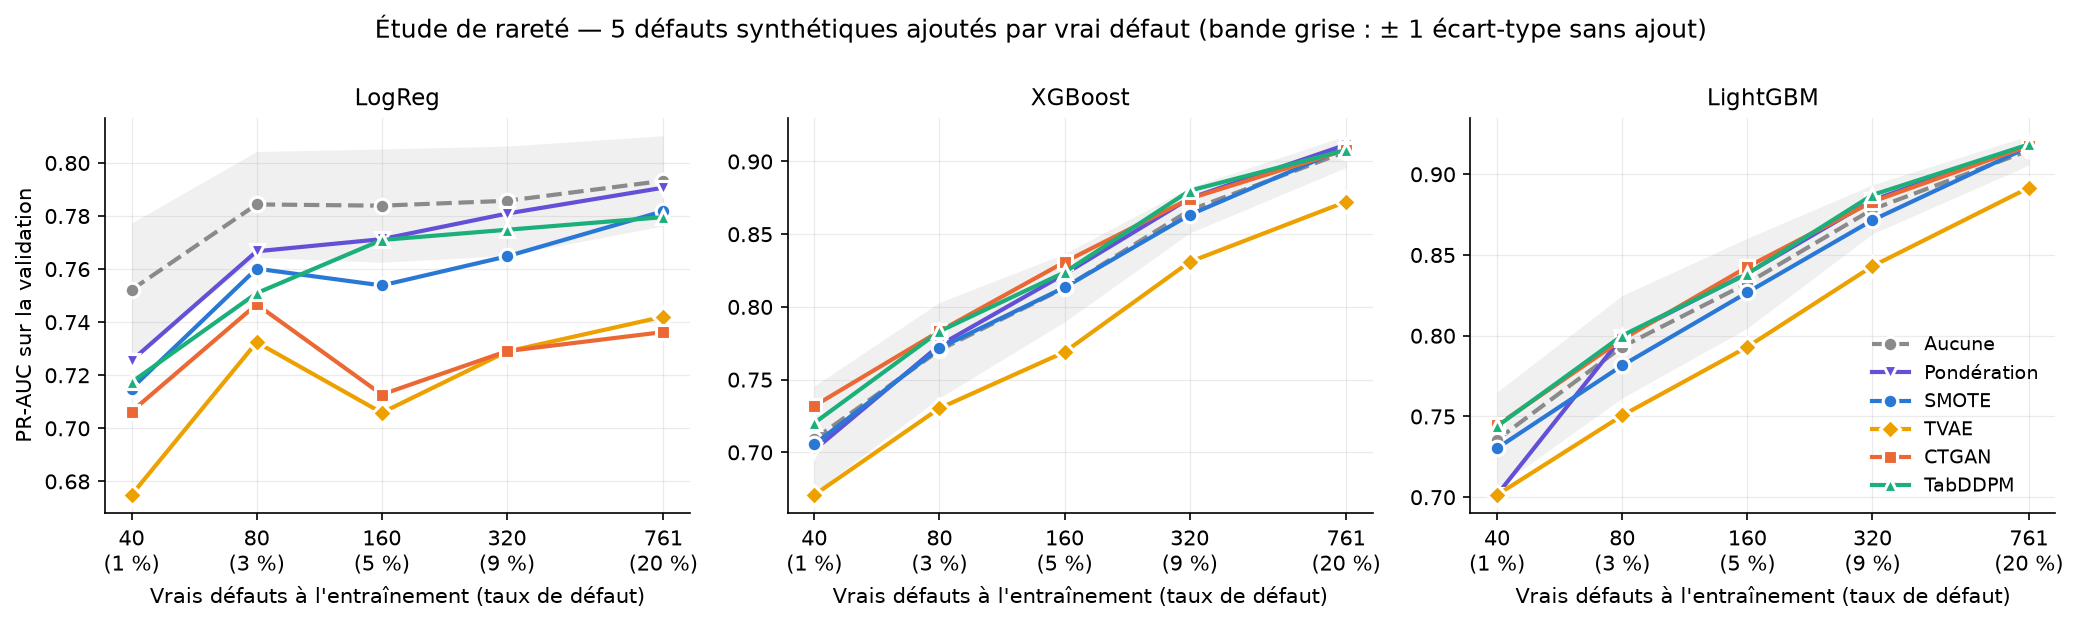 Étude de rareté — 5 défauts synthétiques ajoutés par vrai défaut (bande grise : ± 1 écart-type sans ajout)
LogReg
PR-AUC sur la validation
0.80
0.78
0.76
0.74
0.72
0.70
0.68
40 80 160 320 761
(1 %) (3 %) (5 %) (9 %) (20 %)
Vrais défauts à l'entraînement (taux de défaut)
XGBoost
0.90
0.85
0.80
0.75
0.70
40 80 160 320 761
(1 %) (3 %) (5 %) (9 %) (20 %)
Vrais défauts à l'entraînement (taux de défaut)
LightGBM
0.90
0.85
0.80
0.75
0.70
Aucune
Pondération
SMOTE
TVAE
CTGAN
TabDDPM
40 80 160 320 761
(1 %) (3 %) (5 %) (9 %) (20 %)
Vrais défauts à l'entraînement (taux de défaut)